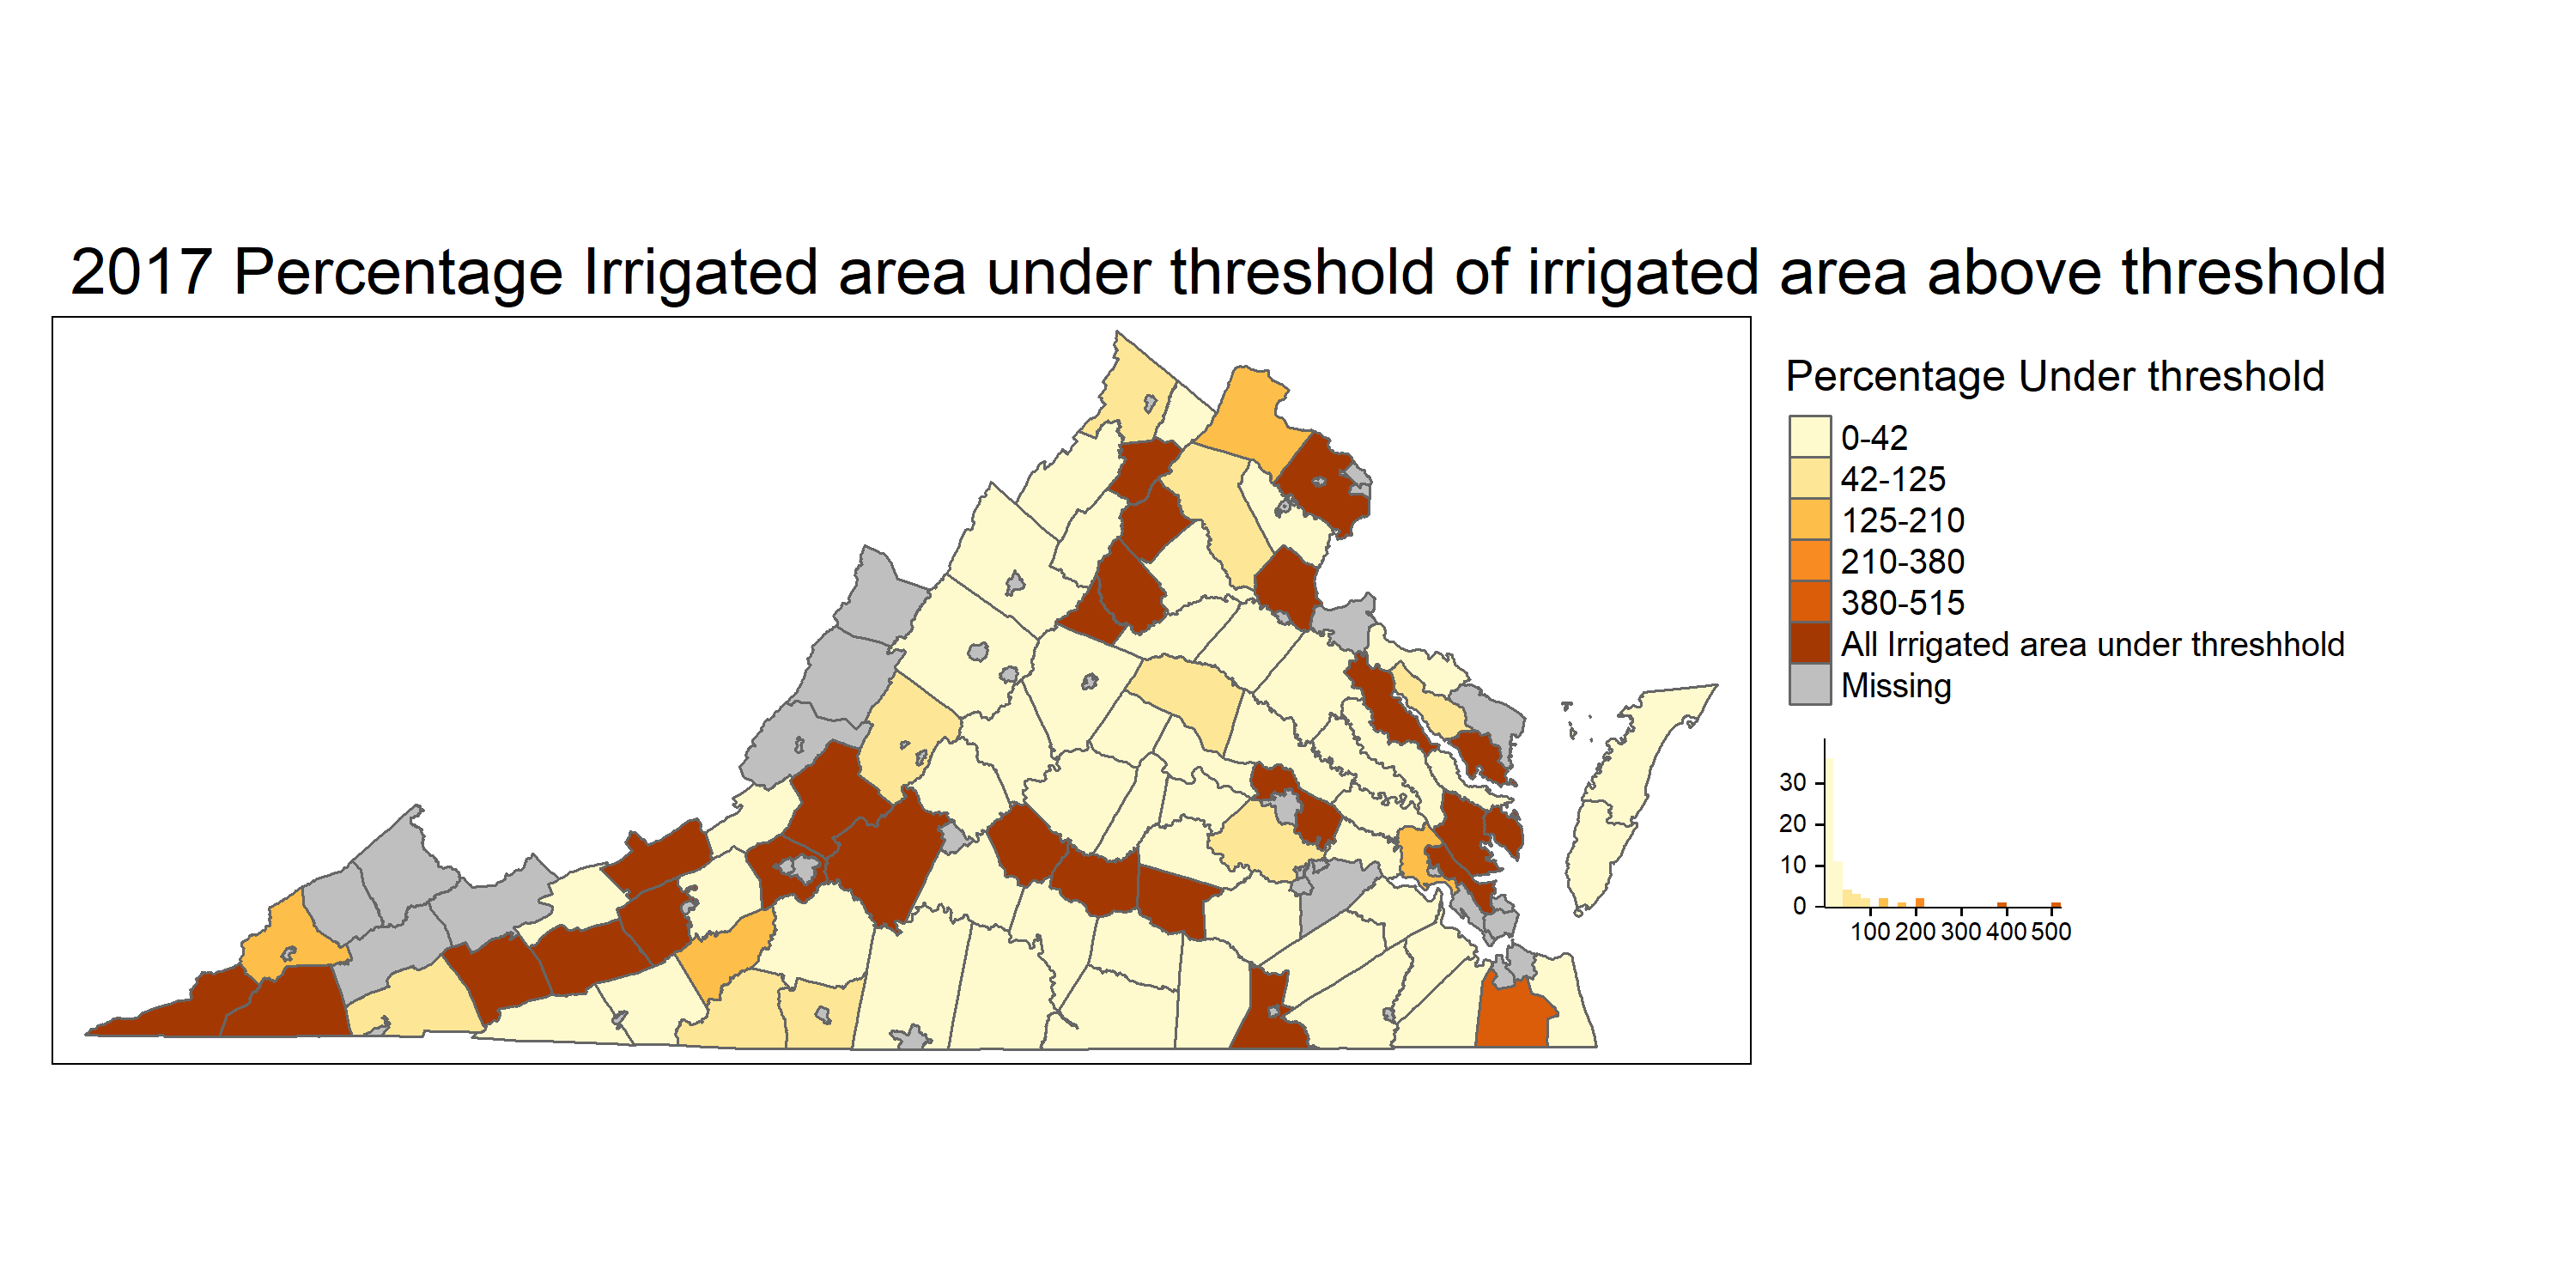 2017 Percentage Irrigated area under threshold of irrigated area above threshold
Percentage Under threshold
0-42
42-125
125-210
210-380
380-515
All Irrigated area under threshhold
Missing
30
20
10
0
100 200 300 400 500